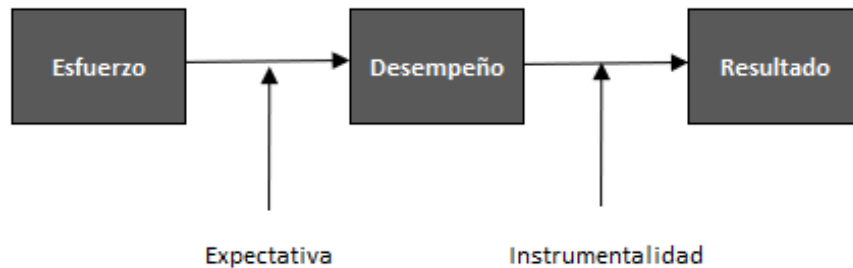 Esfuerzo
Desempeño
Resultado
Expectativa
Instrumentalidad